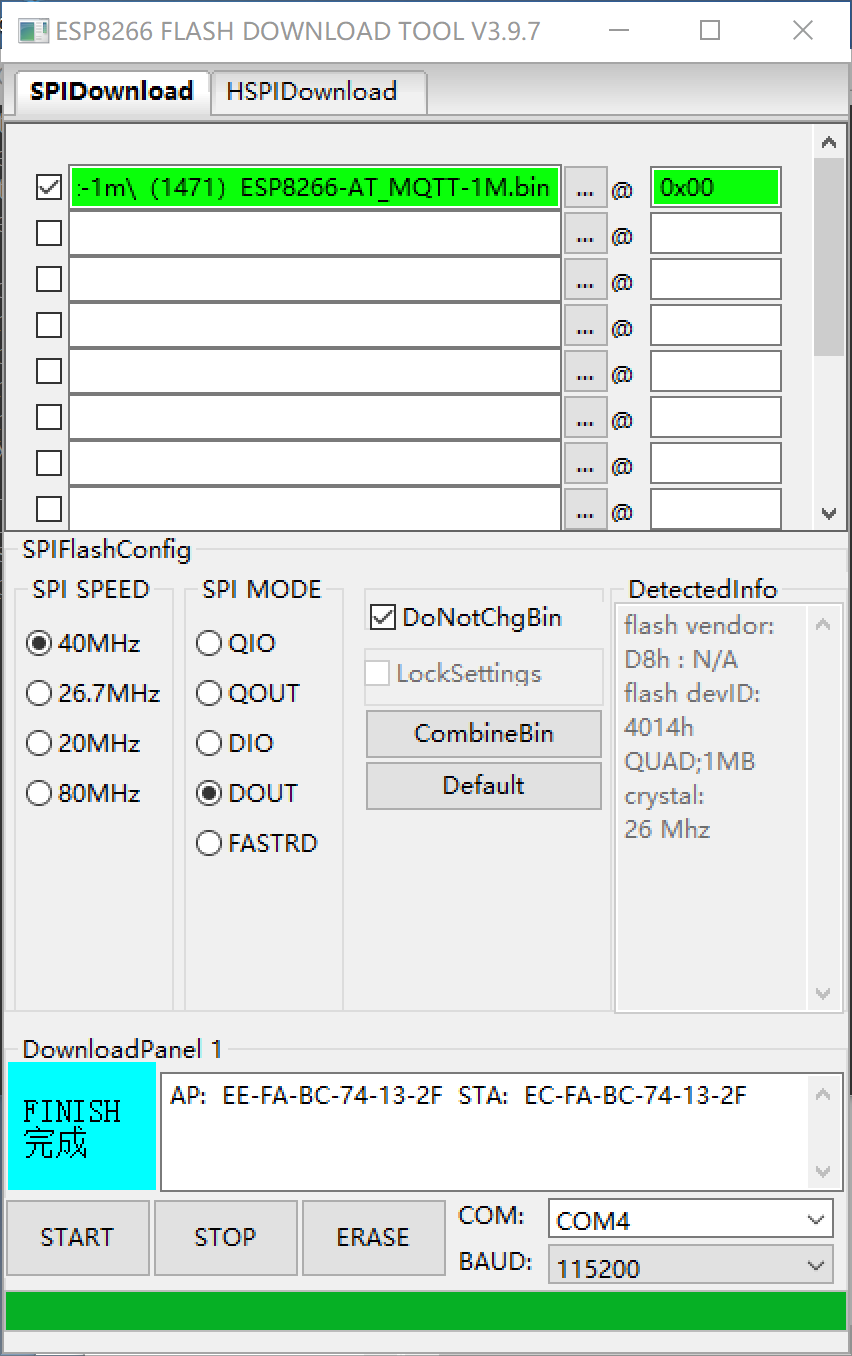 ESP8266 FLASH DOWNLOAD TOOL V3.9.7
SPIDownload HSPIDownload
:-1m\ (1471) ESP8266-AT_MQTT-1M.bin ... @ 0x00
... @
... @
... @
... @
... @
... @
... @
SPIFlashConfig
SPI SPEED
40MHz
26.7MHz
20MHz
80MHz
SPI MODE
QIO
QOUT
DIO
DOUT
FASTRD
DoNotChgBin
LockSettings
CombineBin
Default
DetectedInfo
flash vendor:
D8h : N/A
flash devID:
4014h
QUAD;1MB
crystal:
26 Mhz
DownloadPanel 1
FINISH
完成
AP: EE-FA-BC-74-13-2F STA: EC-FA-BC-74-13-2F
START STOP ERASE
COM: COM4
BAUD: 115200